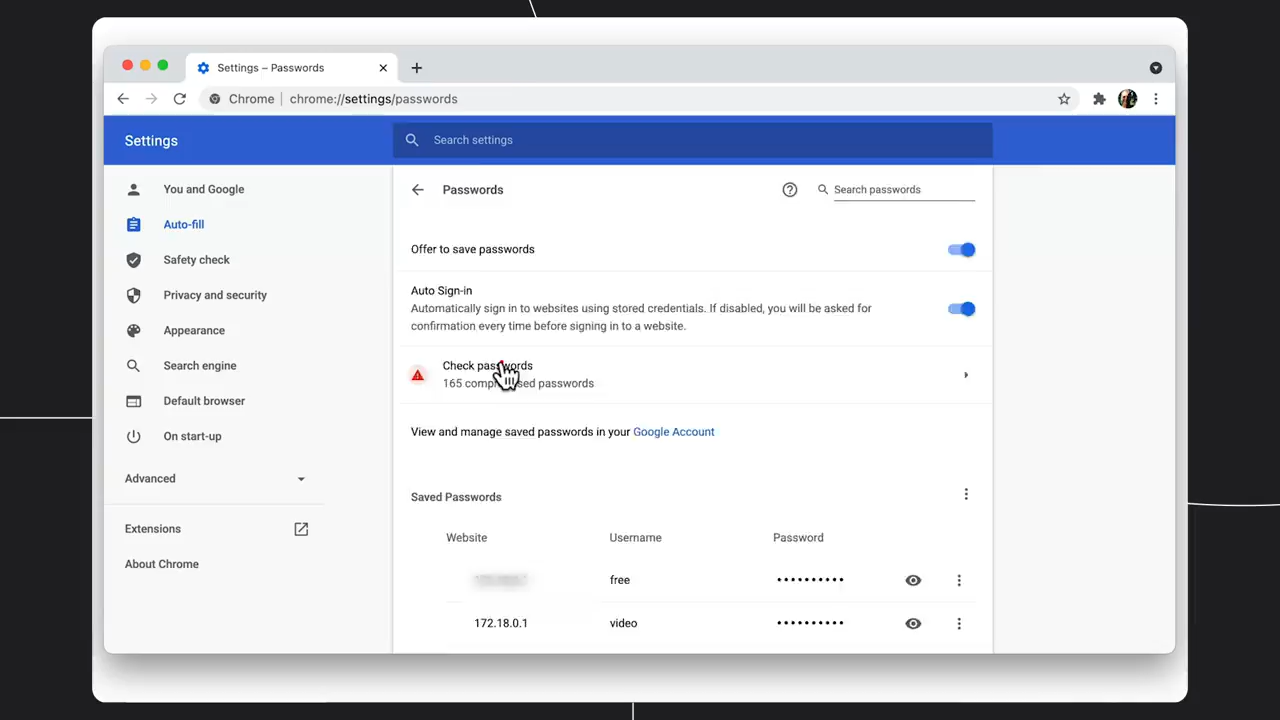 Settings – Passwords
Chrome | chrome://settings/passwords
Settings
Search settings
You and Google
Auto-fill
Safety check
Privacy and security
Appearance
Search engine
Default browser
On start-up
Advanced
Extensions
About Chrome
Passwords
Search passwords
Offer to save passwords
Auto Sign-in
Automatically sign in to websites using stored credentials. If disabled, you will be asked for
confirmation every time before signing in to a website.
Check passwords
165 compromised passwords
View and manage saved passwords in your Google Account
Saved Passwords
Website Username Password
free ••••••••••
172.18.0.1 video ••••••••••